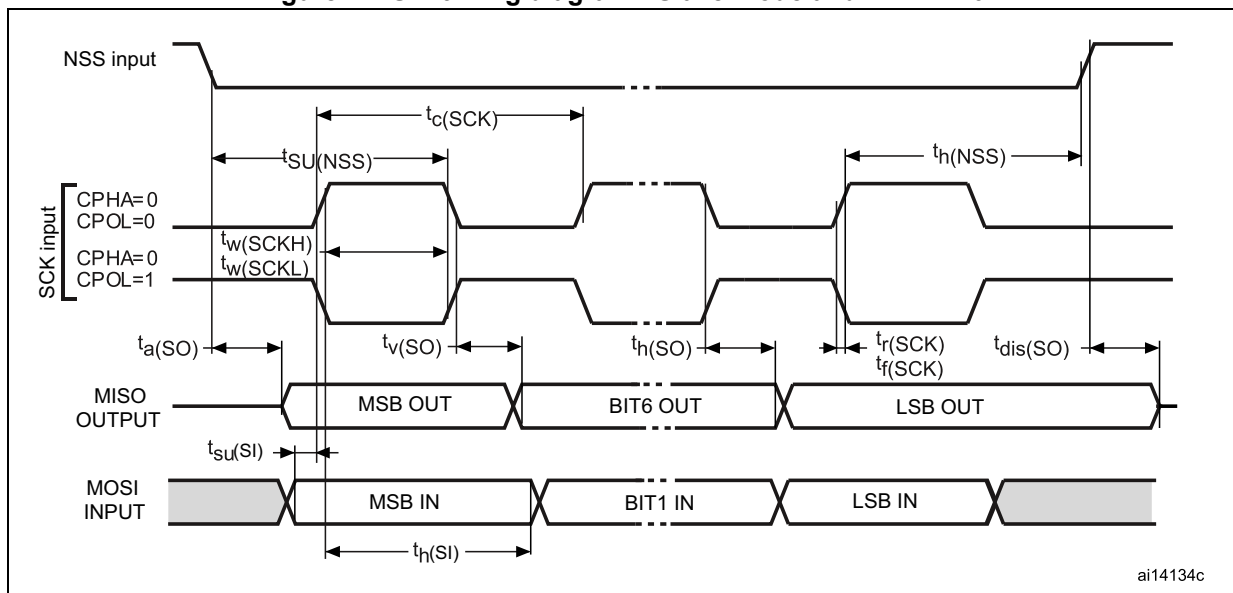 NSS input
tc(SCK)
tSU(NSS)
th(NSS)
SCK input
CPHA=0
CPOL=0
tw(SCKH)
tw(SCKL)
CPHA=0
CPOL=1
ta(SO)
tv(SO)
th(SO)
tr(SCK)
tf(SCK)
tdis(SO)
MISO
OUTPUT
MSB OUT
BIT6 OUT
LSB OUT
tsu(SI)
MOSI
INPUT
MSB IN
BIT1 IN
LSB IN
th(SI)
ai14134c